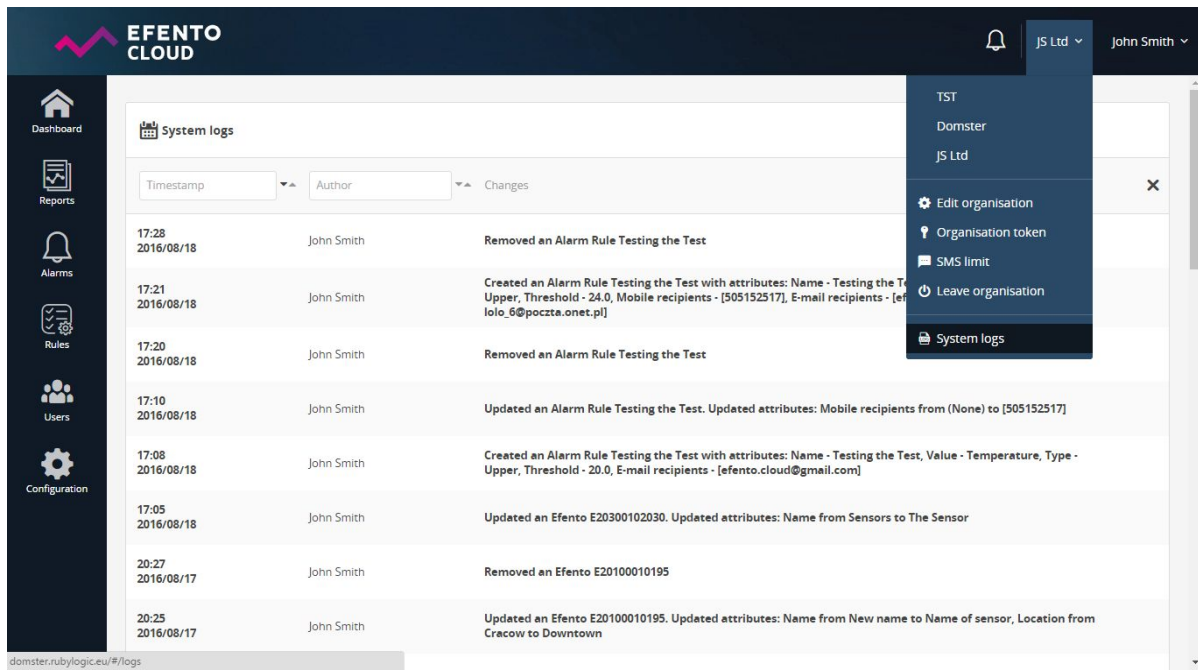 EFENTO
CLOUD
JS Ltd
John Smith
Dashboard
Reports
Alarms
Rules
Users
Configuration
TST
Domster
JS Ltd
Edit organisation
Organisation token
SMS limit
Leave organisation
System logs
System logs
Timestamp
Author
Changes
17:28
2016/08/18
John Smith
Removed an Alarm Rule Testing the Test
17:21
2016/08/18
John Smith
Created an Alarm Rule Testing the Test with attributes: Name - Testing the
Upper, Threshold - 24.0, Mobile recipients - [505152517], E-mail recipients -
lolo_6@poczta.onet.pl]
17:20
2016/08/18
John Smith
Removed an Alarm Rule Testing the Test
17:10
2016/08/18
John Smith
Updated an Alarm Rule Testing the Test. Updated attributes: Mobile recipients from (None) to [505152517]
17:08
2016/08/18
John Smith
Created an Alarm Rule Testing the Test with attributes: Name - Testing the Test, Value - Temperature, Type -
Upper, Threshold - 20.0, E-mail recipients - [efento.cloud@gmail.com]
17:05
2016/08/18
John Smith
Updated an Efento E20300102030. Updated attributes: Name from Sensors to The Sensor
20:27
2016/08/17
John Smith
Removed an Efento E20100010195
20:25
2016/08/17
John Smith
Updated an Efento E20100010195. Updated attributes: Name from New name to Name of sensor, Location from
Cracow to Downtown
domster.rubylogic.eu/#/logs